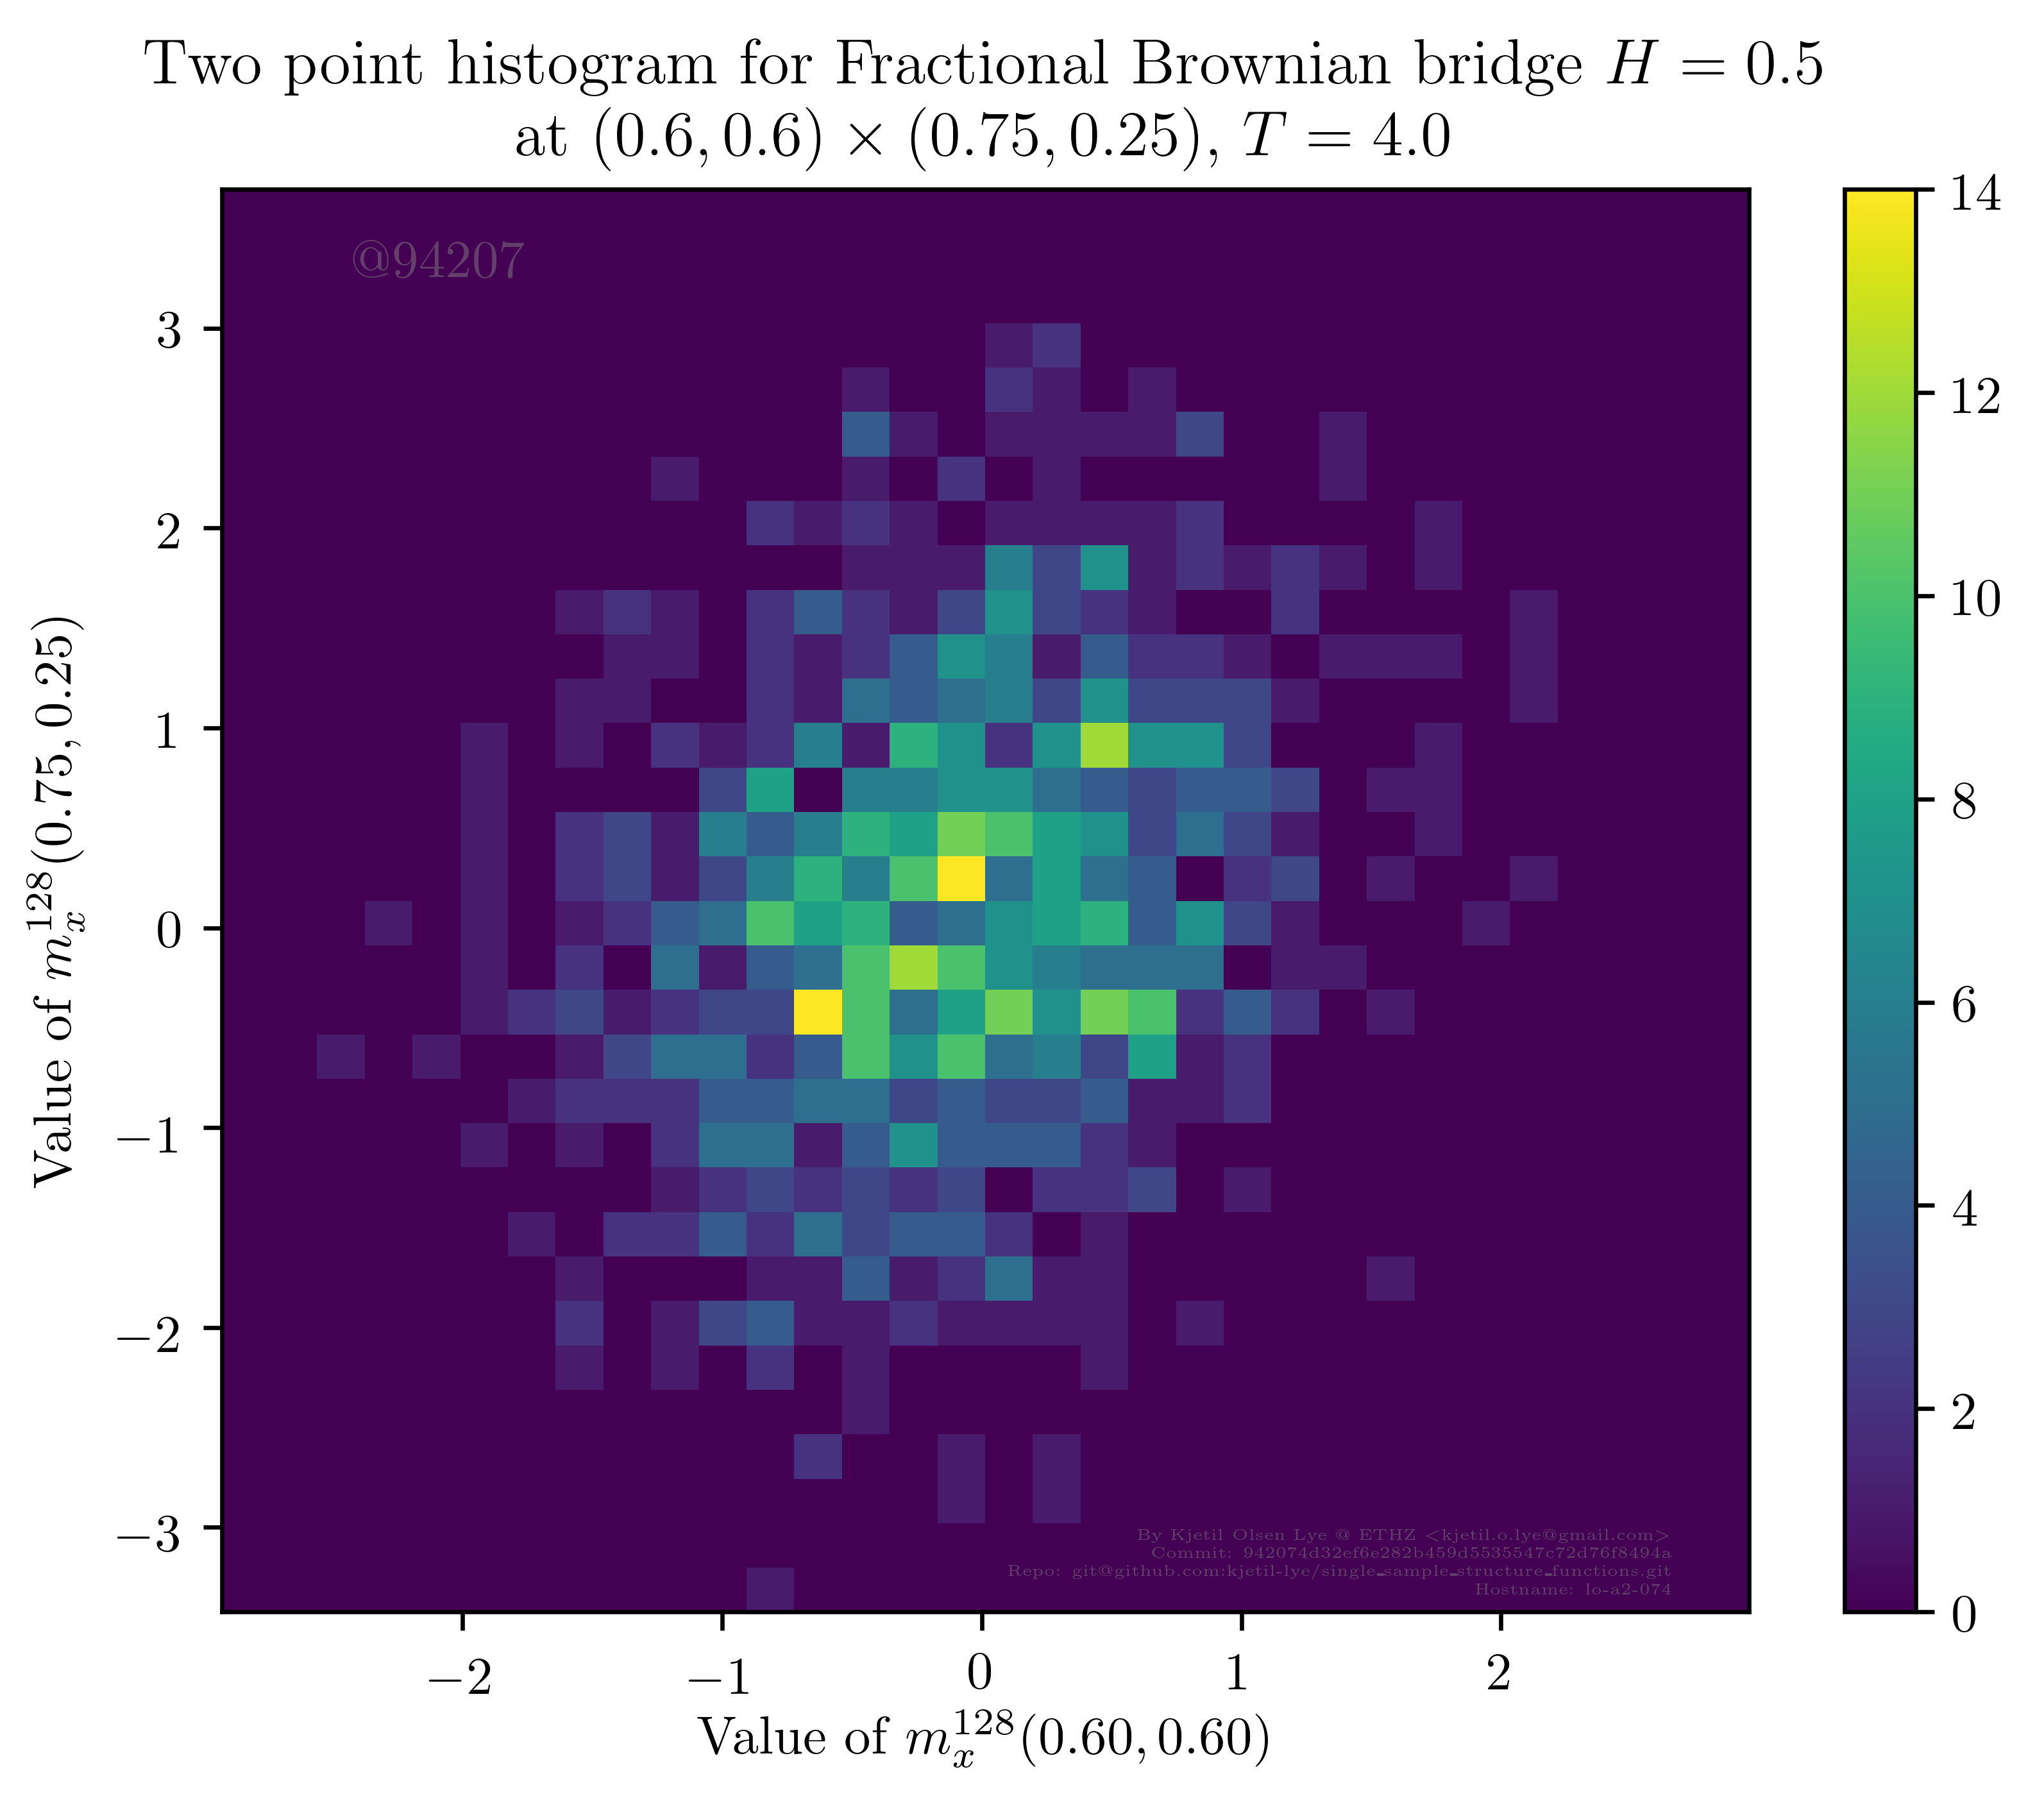 Two point histogram for Fractional Brownian bridge H = 0.5
at (0.6, 0.6) × (0.75, 0.25), T = 4.0
@94207
3
2
1
0
−1
−2
−3
Value of m_x^{128}(0.75, 0.25)
−2
−1
0
1
2
Value of m_x^{128}(0.60, 0.60)
14
12
10
8
6
4
2
0
By Kjetil Olsen Lye @ ETHZ <kjetil.o.lye@gmail.com>
Commit: 942074d32ef6e282b459d5535547c72d76f8494a
Repo: git@github.com:kjetil-lye/single_sample_structure_functions.git
Hostname: lo-a2-074